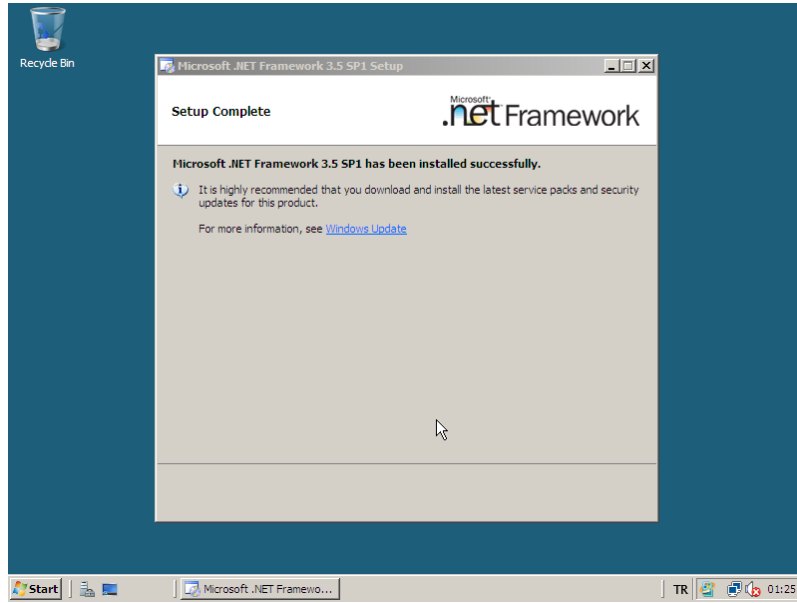 Recycle Bin
Microsoft .NET Framework 3.5 SP1 Setup
Setup Complete
Microsoft®
.net Framework
Microsoft .NET Framework 3.5 SP1 has been installed successfully.
It is highly recommended that you download and install the latest service packs and security
updates for this product.
For more information, see Windows Update
Start
Microsoft .NET Framewo...
TR
01:25